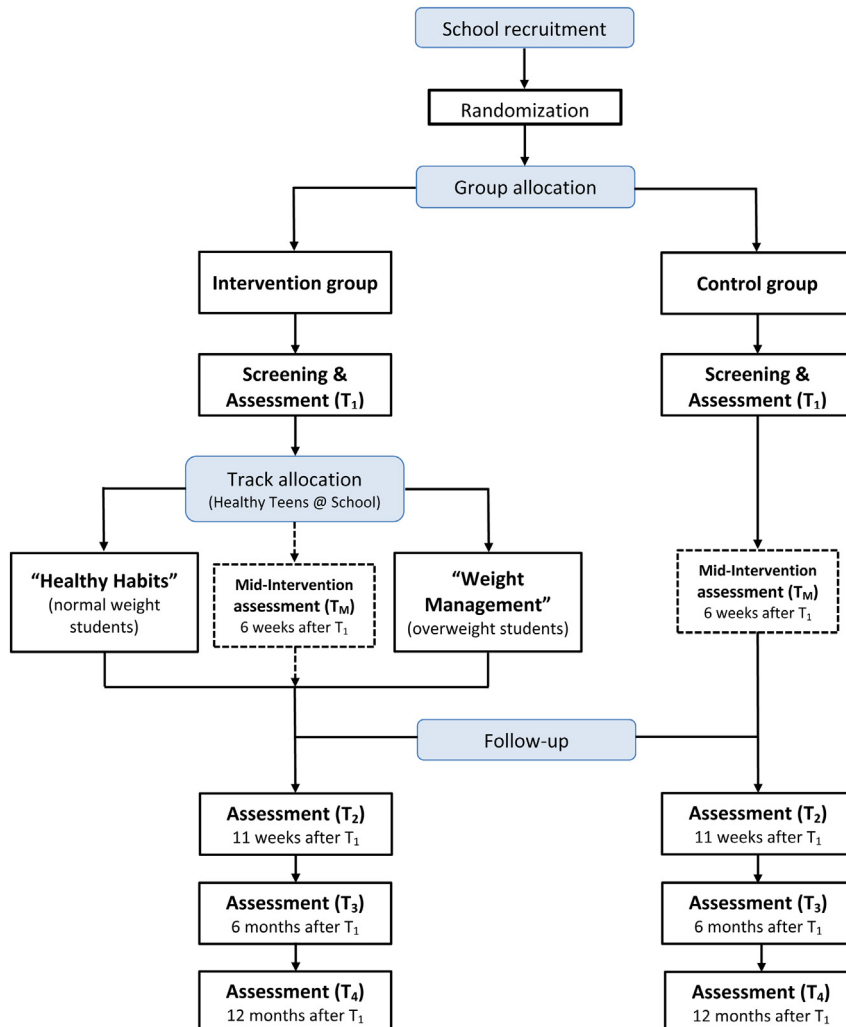 School recruitment
Randomization
Group allocation
Intervention group
Control group
Screening &
Assessment (T₁)
Screening &
Assessment (T₁)
Track allocation
(Healthy Teens @ School)
“Healthy Habits”
(normal weight
students)
Mid-Intervention
assessment (T_M)
6 weeks after T₁
“Weight
Management”
(overweight students)
Mid-Intervention
assessment (T_M)
6 weeks after T₁
Follow-up
Assessment (T₂)
11 weeks after T₁
Assessment (T₂)
11 weeks after T₁
Assessment (T₃)
6 months after T₁
Assessment (T₃)
6 months after T₁
Assessment (T₄)
12 months after T₁
Assessment (T₄)
12 months after T₁